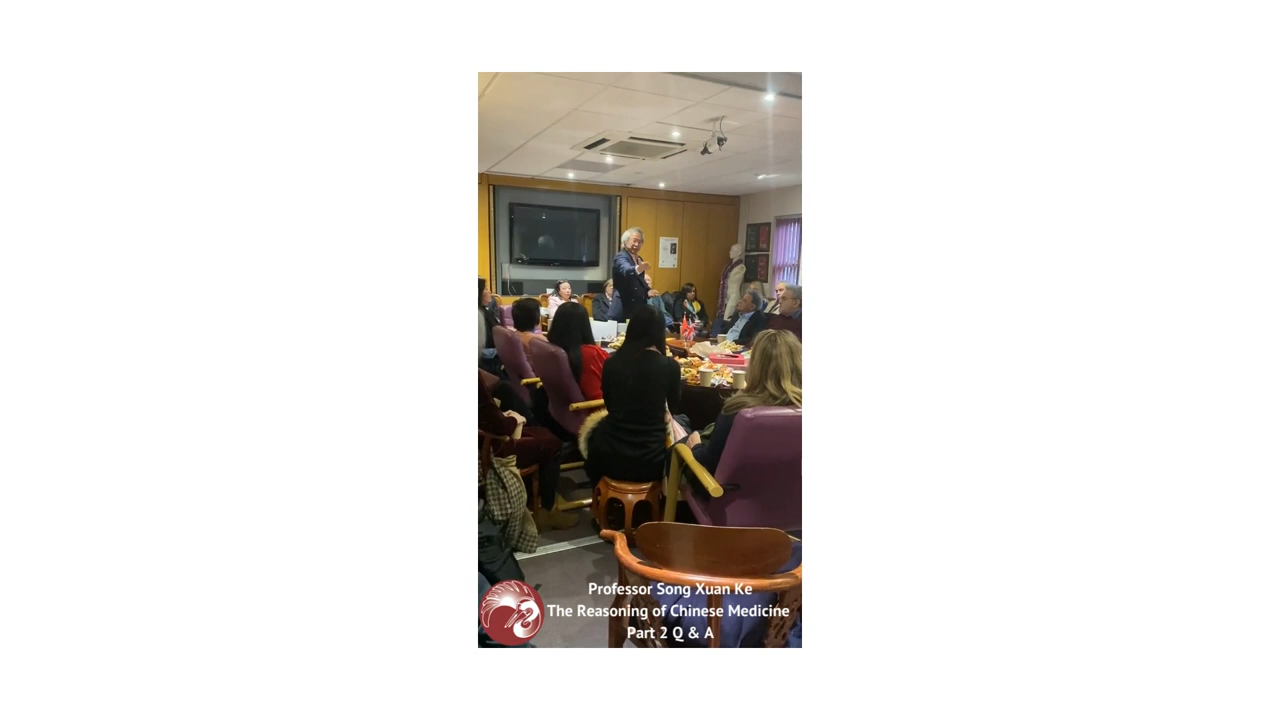 Professor Song Xuan Ke
The Reasoning of Chinese Medicine
Part 2 Q & A